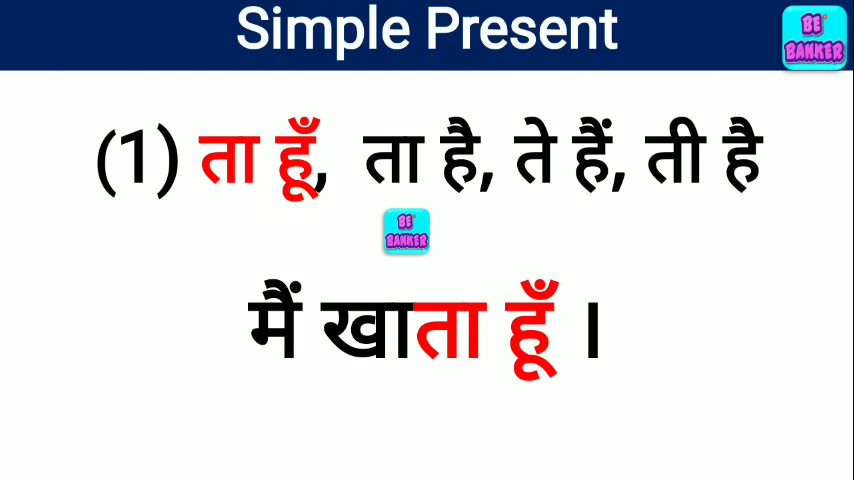 Simple Present
BE
BANKER
(1) ता हूँ, ता है, ते हैं, ती है
BE
BANKER
मैं खाता हूँ ।